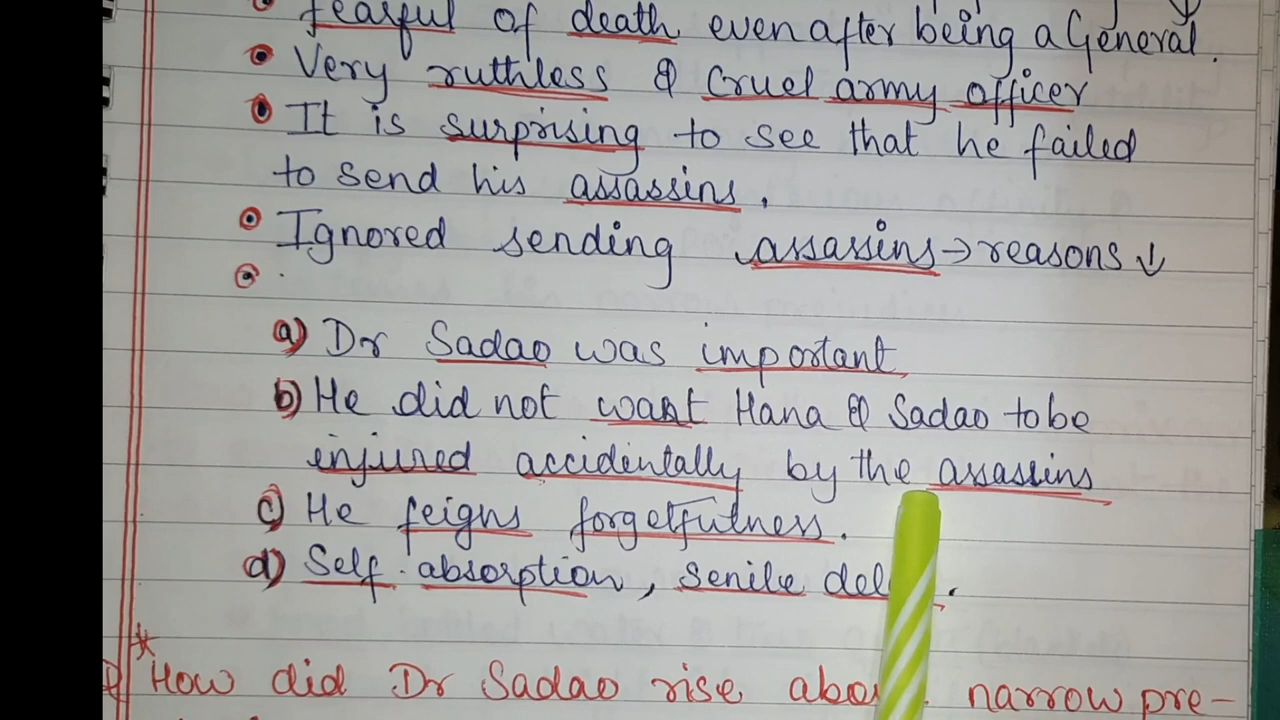 fearful of death even after being a General.
Very ruthless & Cruel army officer
It is surprising to see that he failed
to send his assassins.
Ignored sending assassins → reasons ↓
a) Dr Sadao was important
b) He did not want Hana & Sadao to be
injured accidentally by the assassins
c) He feigns forgetfulness.
d) Self-absorption, Senile
* How did Dr Sadao rise narrow pre-